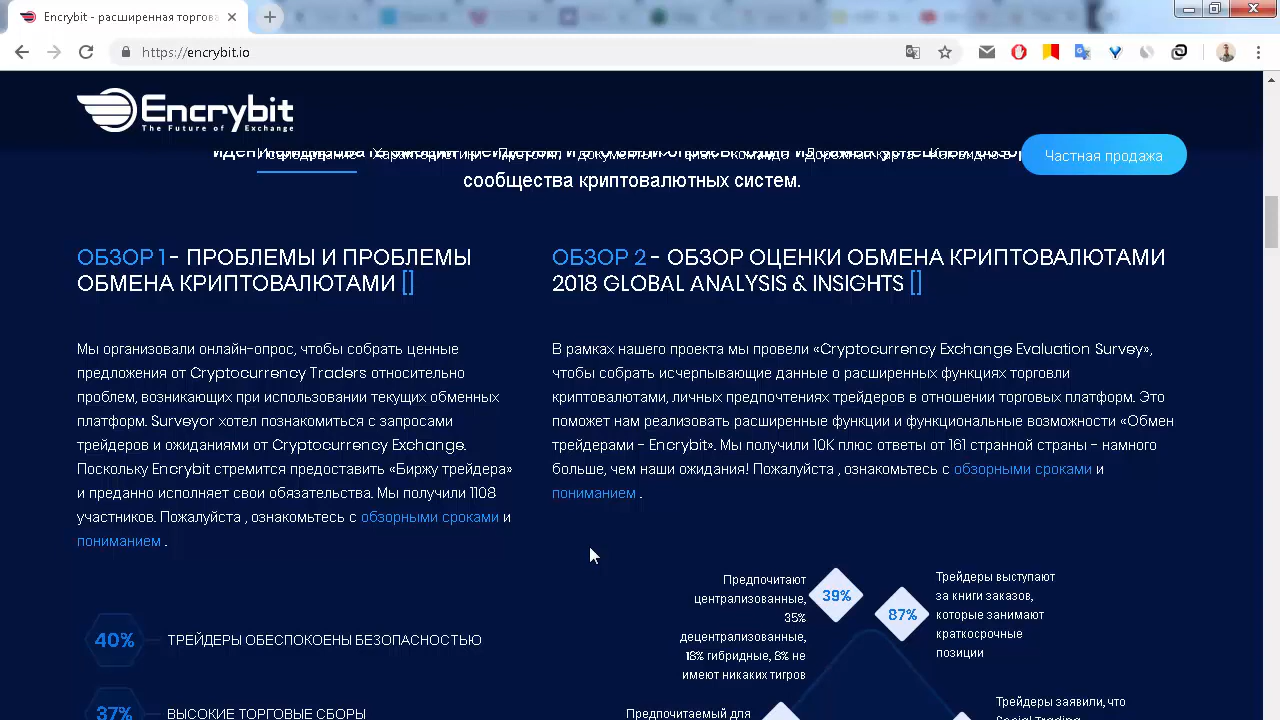 Encrybit - расширенная торгова
https://encrybit.io
Encrybit
The Future of Exchange
Частная продажа
сообщества криптовалютных систем.
ОБЗОР 1 - ПРОБЛЕМЫ И ПРОБЛЕМЫ
ОБМЕНА КРИПТОВАЛЮТАМИ []
Мы организовали онлайн-опрос, чтобы собрать ценные
предложения от Cryptocurrency Traders относительно
проблем, возникающих при использовании текущих обменных
платформ. Surveyor хотел познакомиться с запросами
трейдеров и ожиданиями от Cryptocurrency Exchange.
Поскольку Encrybit стремится предоставить «Биржу трейдера»
и преданно исполняет свои обязательства. Мы получили 1108
участников. Пожалуйста , ознакомьтесь с обзорными сроками и
пониманием .
40% ТРЕЙДЕРЫ ОБЕСПОКОЕНЫ БЕЗОПАСНОСТЬЮ
37% ВЫСОКИЕ ТОРГОВЫЕ СБОРЫ
ОБЗОР 2 - ОБЗОР ОЦЕНКИ ОБМЕНА КРИПТОВАЛЮТАМИ
2018 GLOBAL ANALYSIS & INSIGHTS []
В рамках нашего проекта мы провели «Cryptocurrency Exchange Evaluation Survey»,
чтобы собрать исчерпывающие данные о расширенных функциях торговли
криптовалютами, личных предпочтениях трейдеров в отношении торговых платформ. Это
поможет нам реализовать расширенные функции и функциональные возможности «Обмен
трейдерами - Encrybit». Мы получили 10K плюс ответы от 161 странной страны - намного
больше, чем наши ожидания! Пожалуйста , ознакомьтесь с обзорными сроками и
пониманием .
Предпочитают
централизованные,
35%
децентрализованные,
18% гибридные, 8% не
имеют никаких тигров
39%
87%
Трейдеры выступают
за книги заказов,
которые занимают
краткосрочные
позиции
Предпочитаемый для
Трейдеры заявили, что
Social Trading